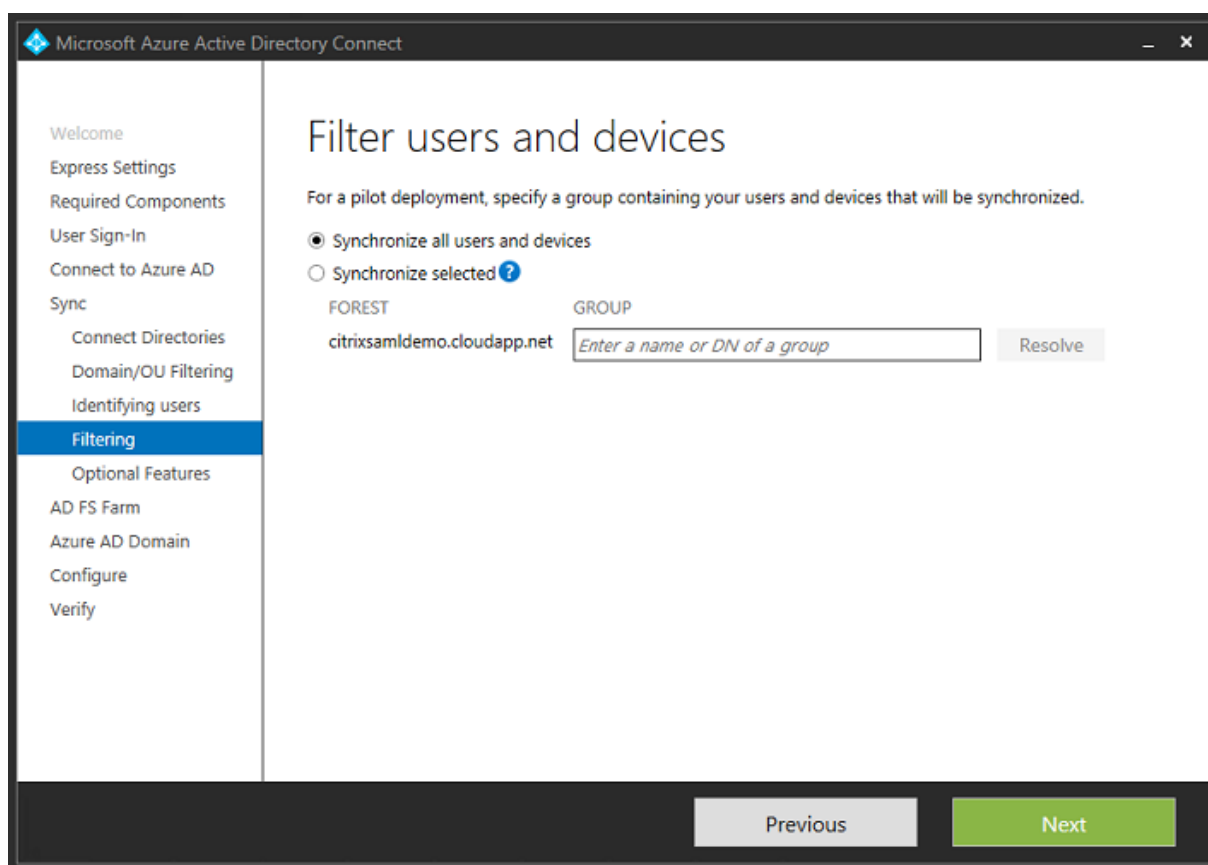 Microsoft Azure Active Directory Connect
Welcome
Express Settings
Required Components
User Sign-In
Connect to Azure AD
Sync
Connect Directories
Domain/OU Filtering
Identifying users
Filtering
Optional Features
AD FS Farm
Azure AD Domain
Configure
Verify
Filter users and devices
For a pilot deployment, specify a group containing your users and devices that will be synchronized.
Synchronize all users and devices
Synchronize selected ?
FOREST GROUP
citrixsamldemo.cloudapp.net Enter a name or DN of a group Resolve
Previous Next